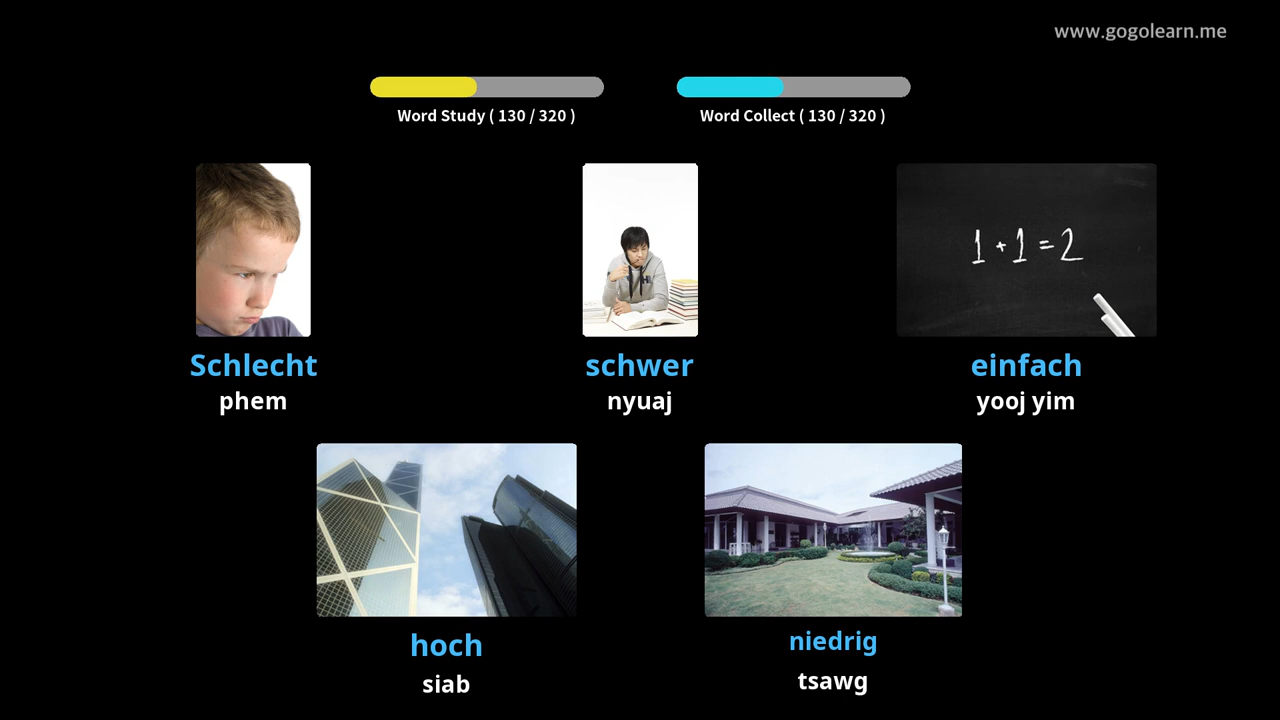 www.gogolearn.me
Word Study ( 130 / 320 )
Word Collect ( 130 / 320 )
1 + 1 = 2
Schlecht
phem
schwer
nyuaj
einfach
yooj yim
hoch
siab
niedrig
tsawg